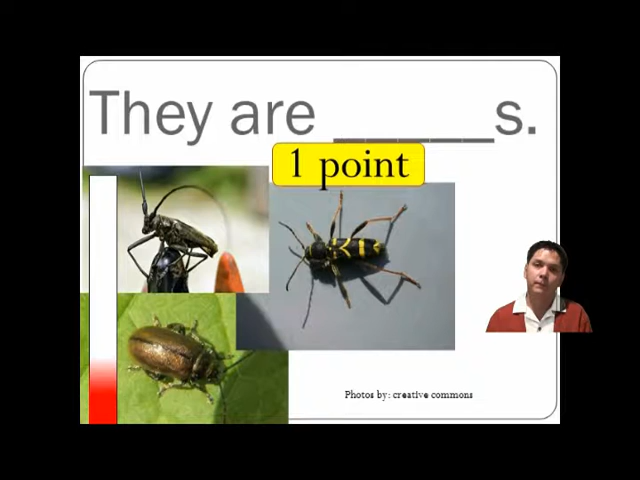 They are ______s.
1 point
Photos by: creative commons